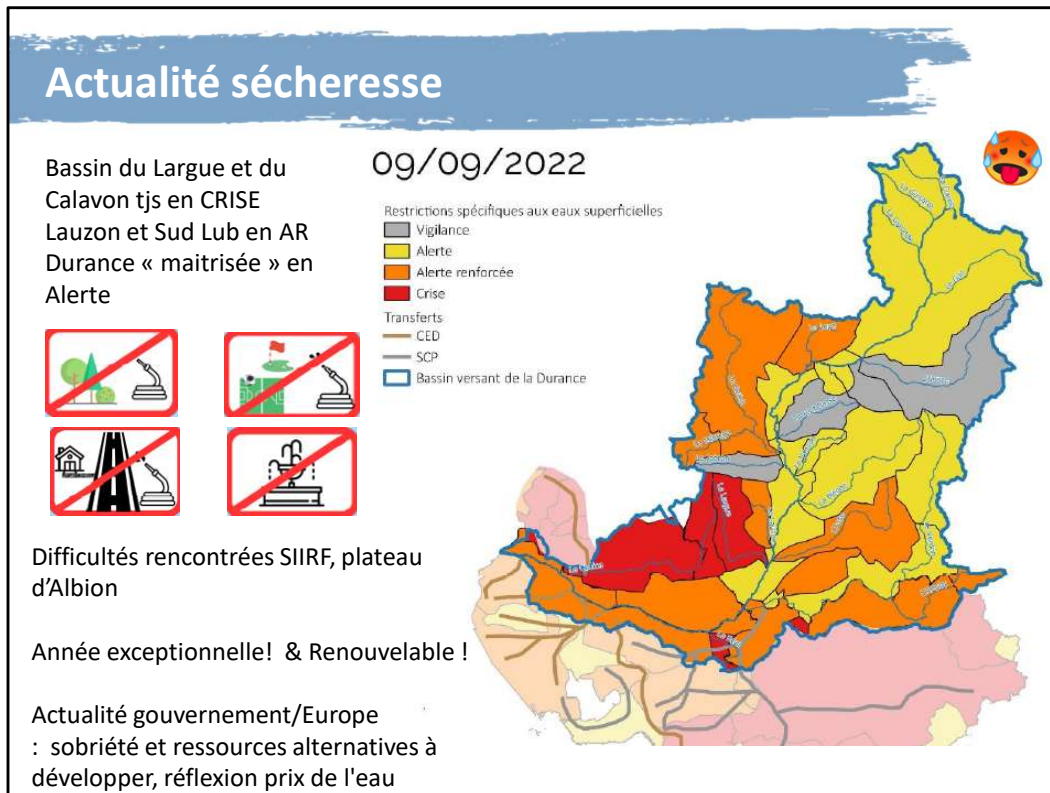 Actualité sécheresse
Bassin du Largue et du
Calavon tjs en CRISE
Lauzon et Sud Lub en AR
Durance « maitrisée » en
Alerte
09/09/2022
Restrictions spécifiques aux eaux superficielles
Vigilance
Alerte
Alerte renforcée
Crise
Transferts
CED
SCP
Bassin versant de la Durance
Difficultés rencontrées SIIRF, plateau
d’Albion
Année exceptionnelle! & Renouvelable !
Actualité gouvernement/Europe
: sobriété et ressources alternatives à
développer, réflexion prix de l'eau